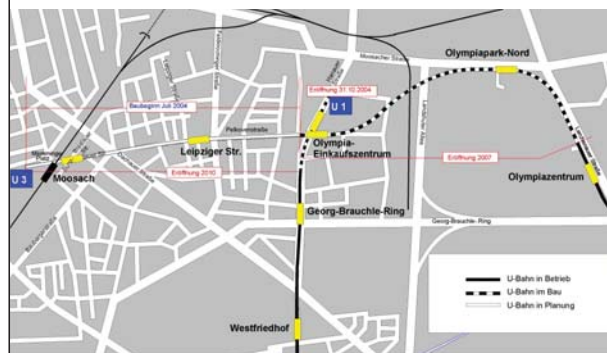 Olympiapark-Nord
Moosacher Straße
Eröffnung 31.10.2004
U 1
Baubeginn Juli 2004
Pelkovenstraße
Leipziger Str.
Olympia-
Einkaufszentrum
Eröffnung 2007
U 3
Moosach
Eröffnung 2010
Olympiazentrum
Georg-Brauchle-Ring
Georg-Brauchle- Ring
U-Bahn in Betrieb
U-Bahn im Bau
U-Bahn in Planung
Westfriedhof